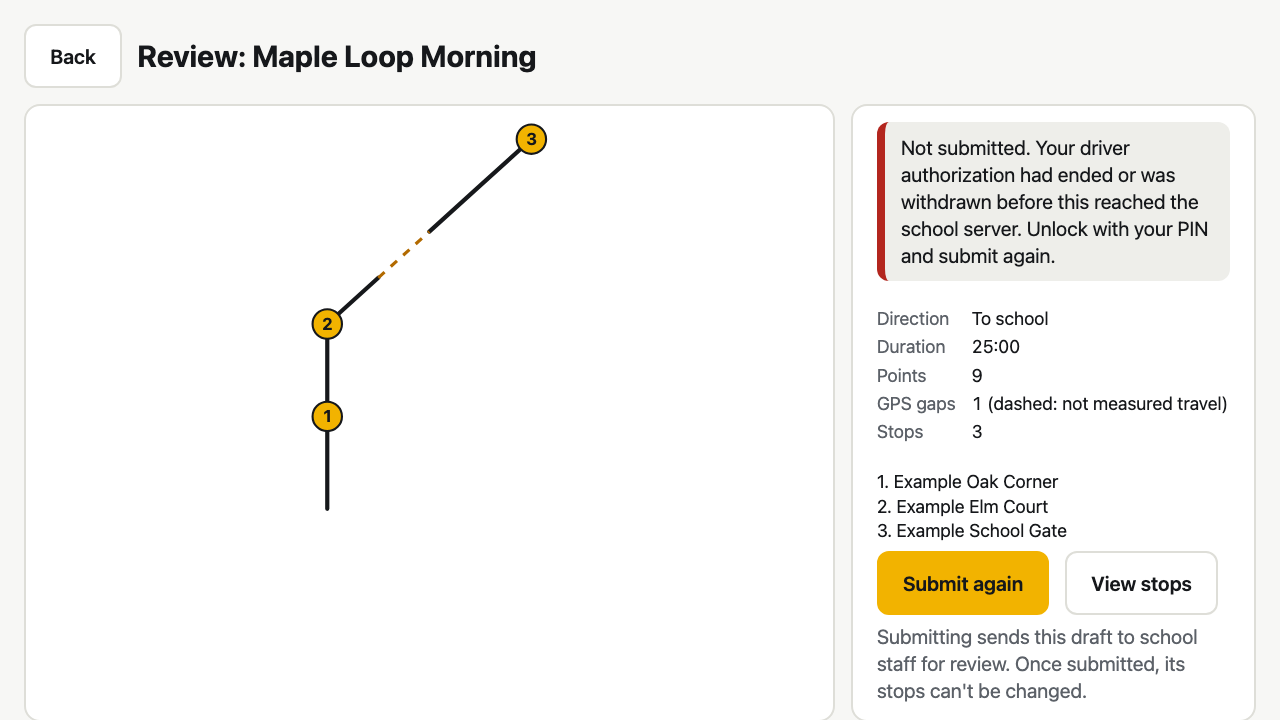 Back
Review: Maple Loop Morning
3
2
1
Not submitted. Your driver
authorization had ended or was
withdrawn before this reached the
school server. Unlock with your PIN
and submit again.
Direction To school
Duration 25:00
Points 9
GPS gaps 1 (dashed: not measured travel)
Stops 3
1. Example Oak Corner
2. Example Elm Court
3. Example School Gate
Submit again
View stops
Submitting sends this draft to school
staff for review. Once submitted, its
stops can't be changed.